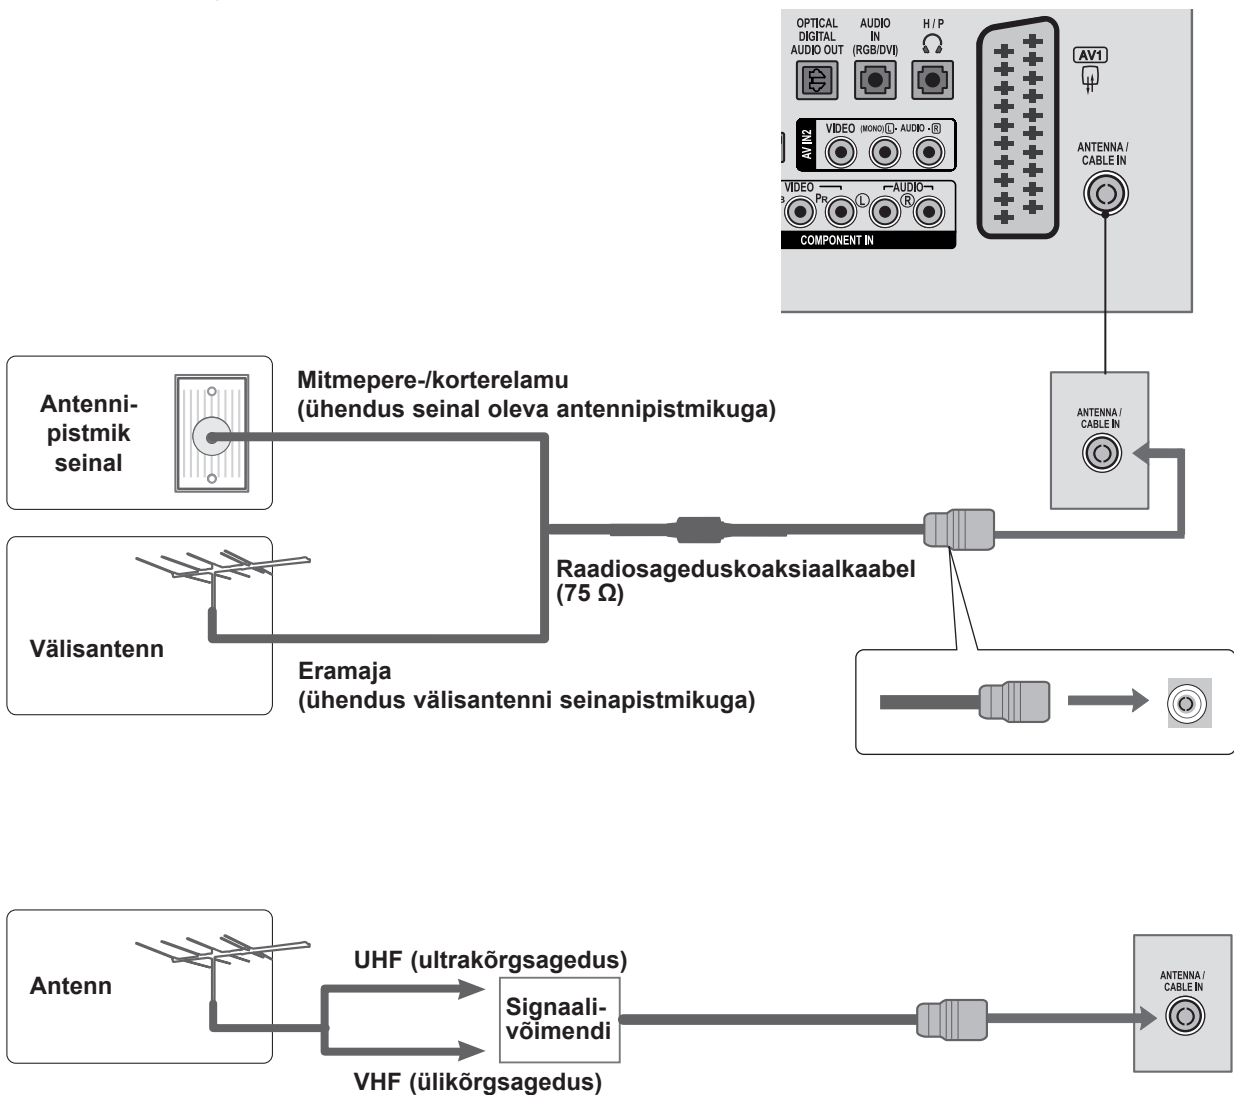 OPTICAL
DIGITAL
AUDIO OUT
AUDIO
IN
(RGB/DVI)
H / P
AV1
AV IN2
VIDEO
(MONO) L - AUDIO - R
ANTENNA /
CABLE IN
VIDEO
AUDIO
B
PR
L
R
COMPONENT IN
Antenni-
pistmik
seinal
Mitmepere-/korterelamu
(ühendus seinal oleva antennipistmikuga)
ANTENNA /
CABLE IN
Raadiosageduskoaksiaalkaabel
(75 Ω)
Välisantenn
Eramaja
(ühendus välisantenni seinapistmikuga)
Antenn
UHF (ultrakõrgsagedus)
Signaali-
võimendi
VHF (ülikõrgsagedus)
ANTENNA /
CABLE IN